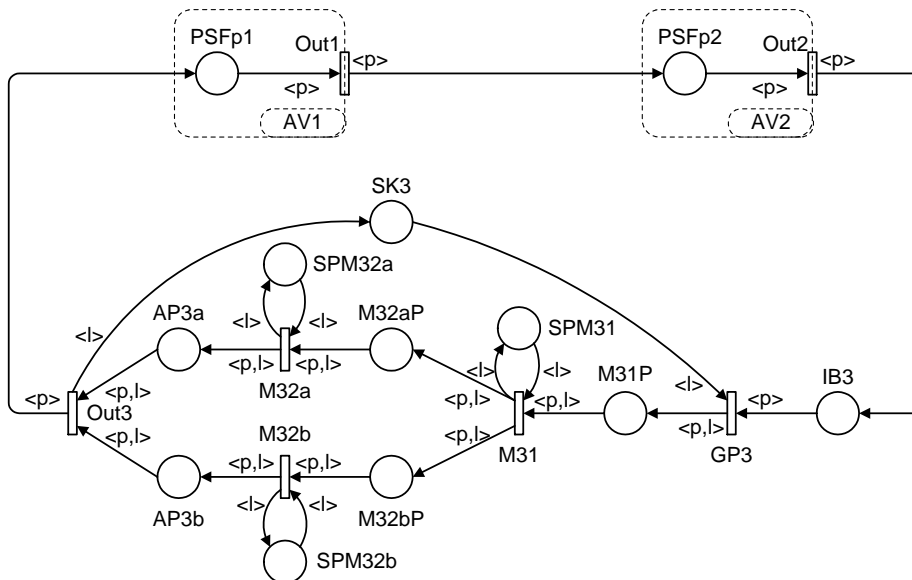 PSFp1
Out1
<p>
<p>
AV1
PSFp2
Out2
<p>
<p>
AV2
SK3
SPM32a
<l>
<l>
<l>
AP3a
M32aP
SPM31
<p,l>
<p,l>
M32a
<p,l>
<l>
<l>
<p,l>
M31P
<l>
IB3
<p>
Out3
<p,l>
<p,l>
<p,l>
<p>
M31
GP3
<p,l>
M32b
<p,l>
<p,l>
<p,l>
<l>
<l>
AP3b
M32bP
SPM32b